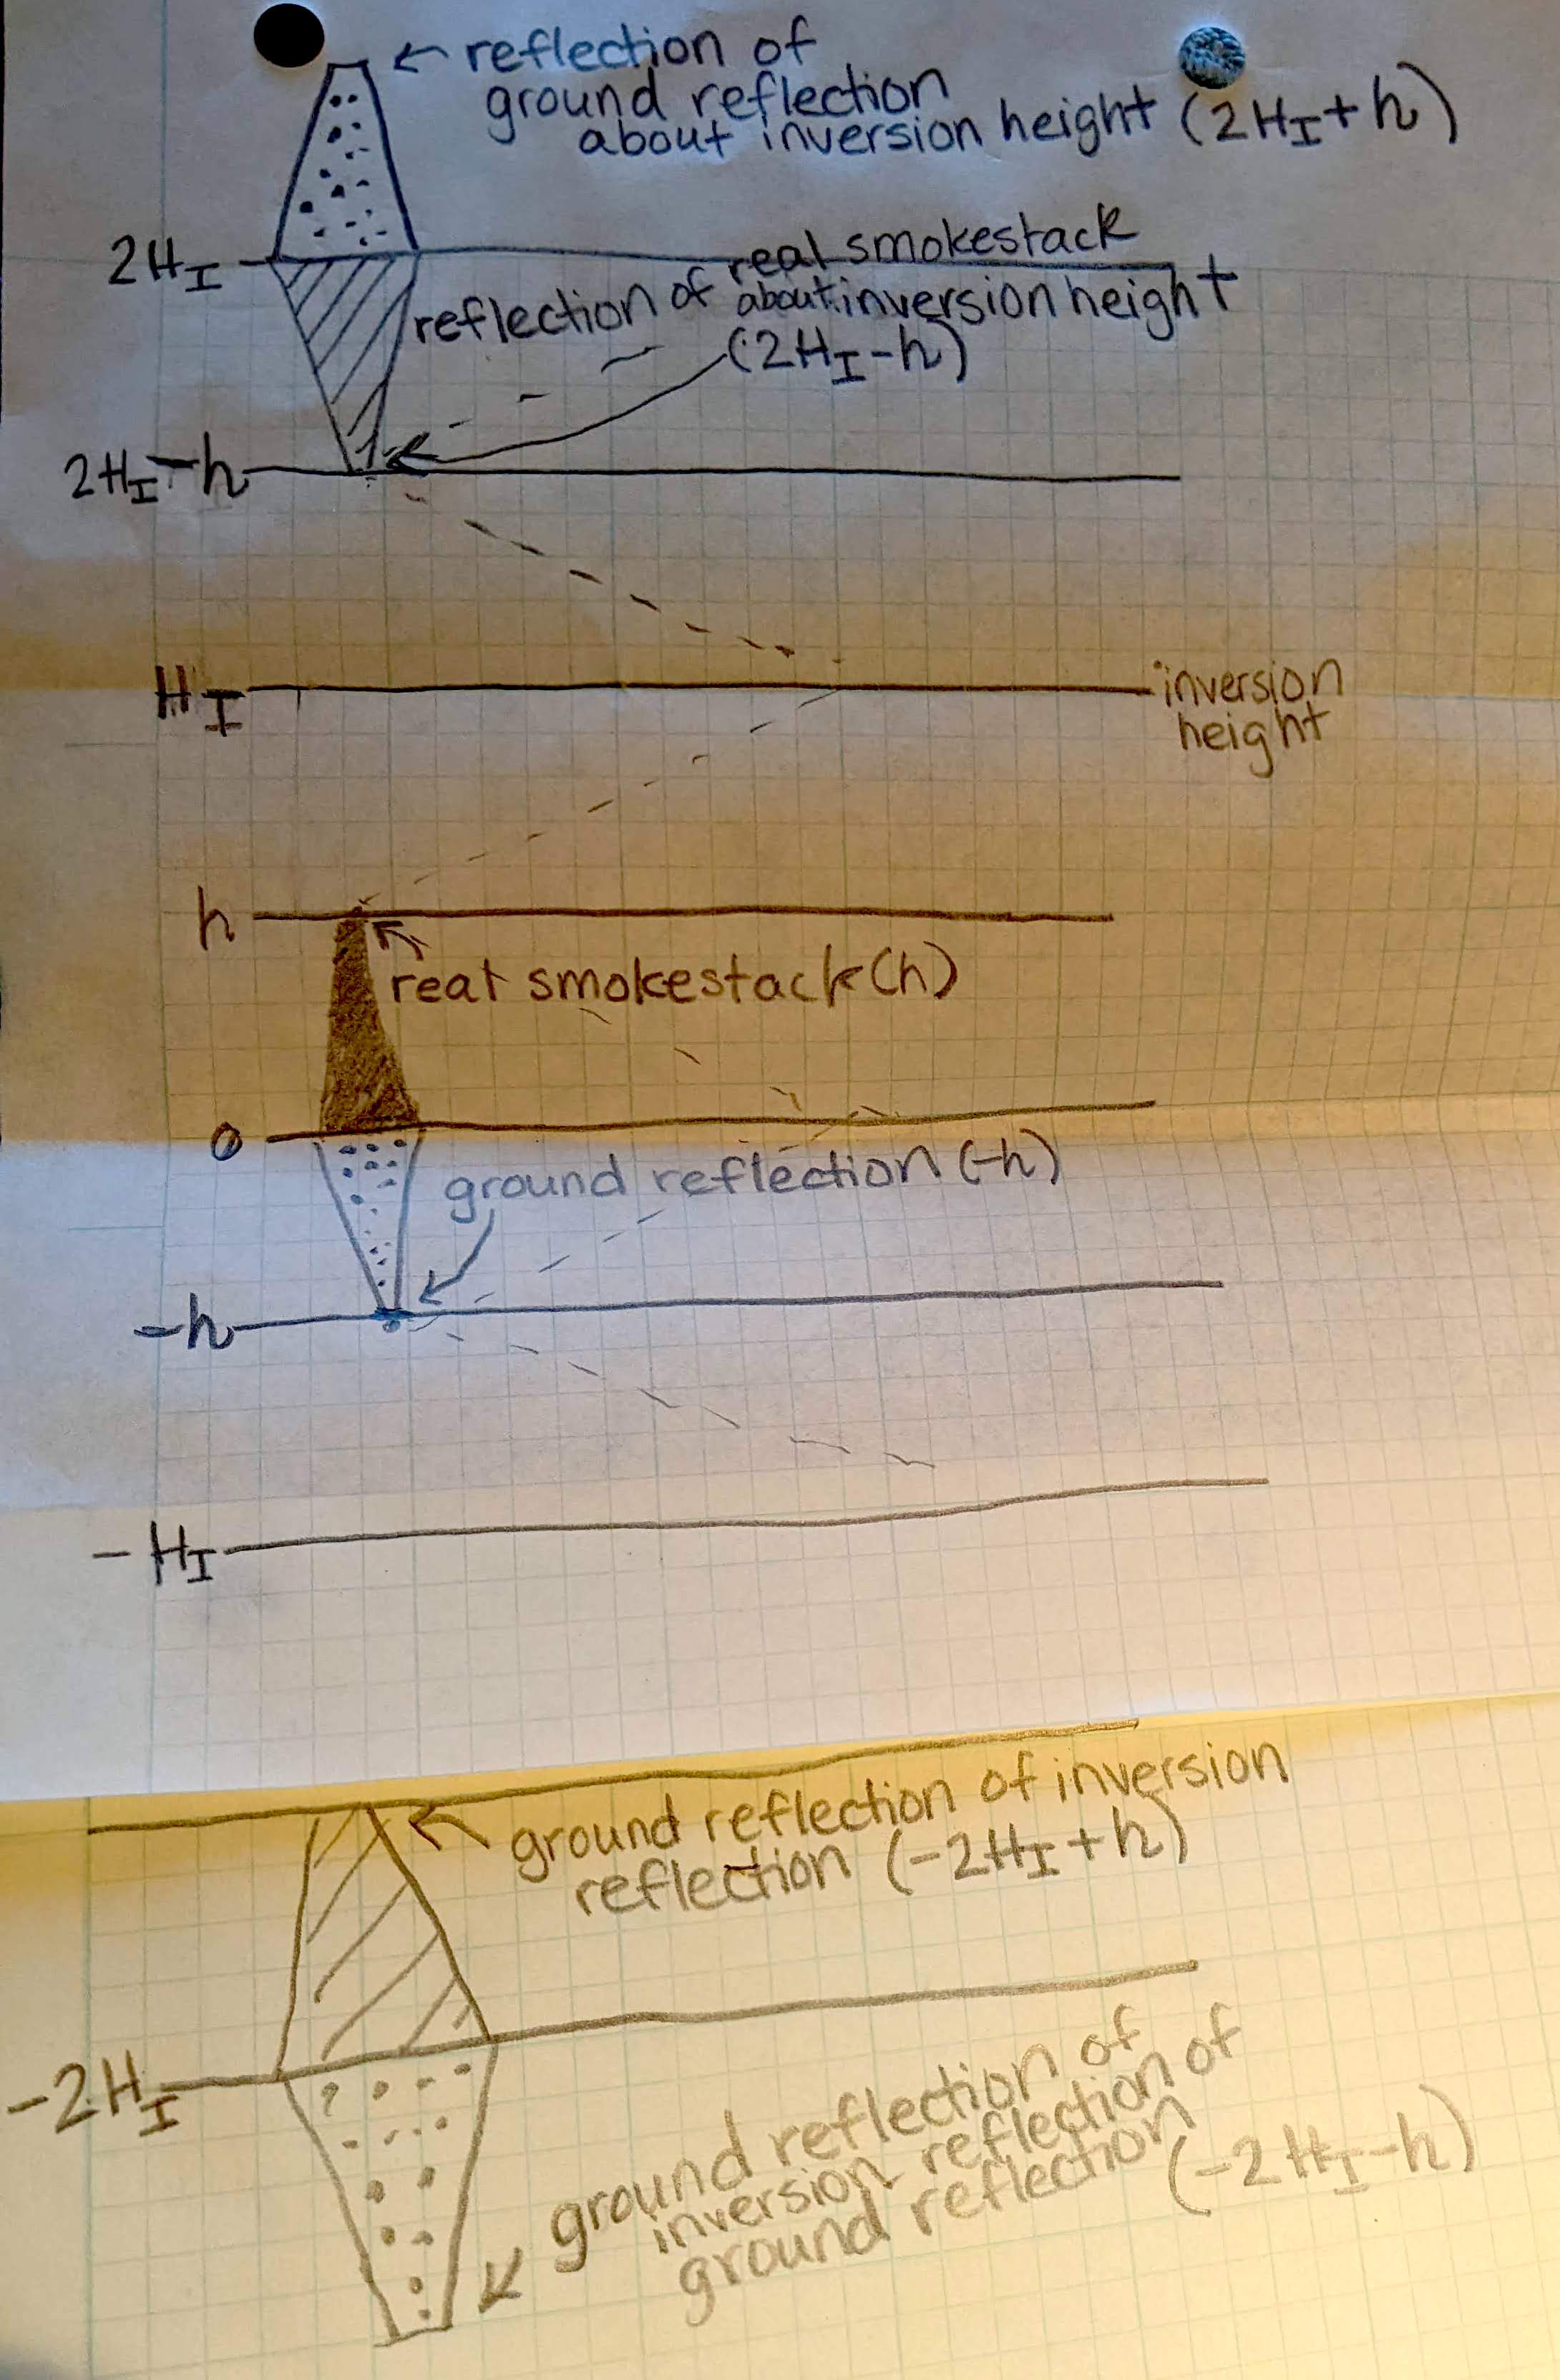 ← reflection of
ground reflection
about inversion height (2H_I + h)
2H_I
reflection of real smokestack
about inversion height
(2H_I - h)
2H_I - h
H_I
inversion
height
h
real smokestack (h)
0
ground reflection (-h)
-h
- H_I
ground reflection of inversion
reflection (-2H_I + h)
-2H_I
ground reflection of
inversion reflection of
ground reflection
(-2H_I - h)